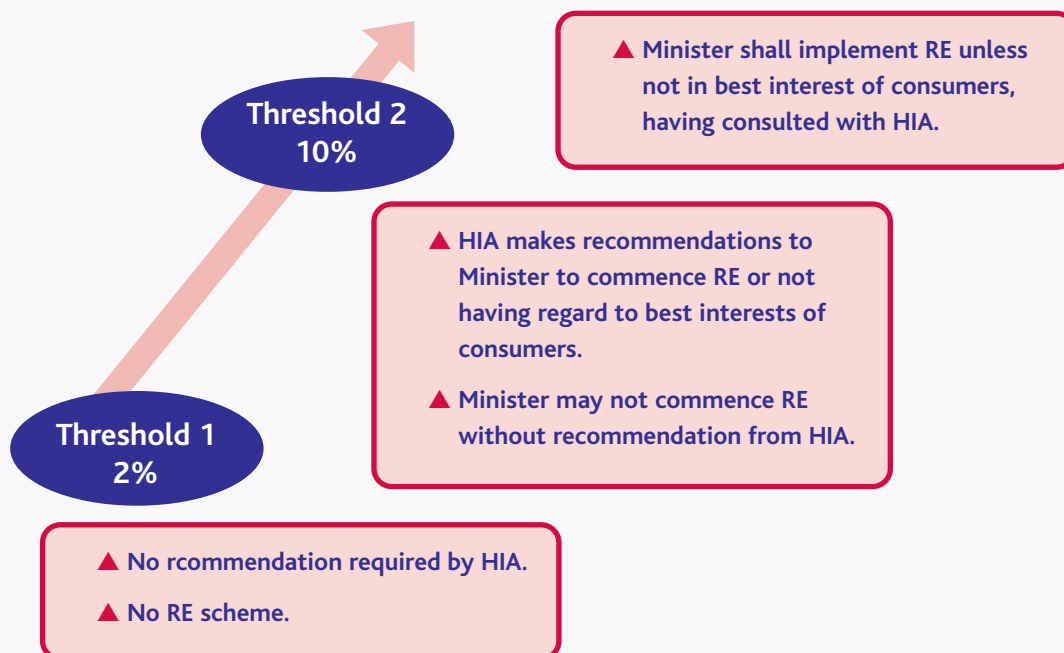 ▲ Minister shall implement RE unless
not in best interest of consumers,
having consulted with HIA.
Threshold 2
10%
▲ HIA makes recommendations to
Minister to commence RE or not
having regard to best interests of
consumers.
▲ Minister may not commence RE
without recommendation from HIA.
Threshold 1
2%
▲ No rcommendation required by HIA.
▲ No RE scheme.